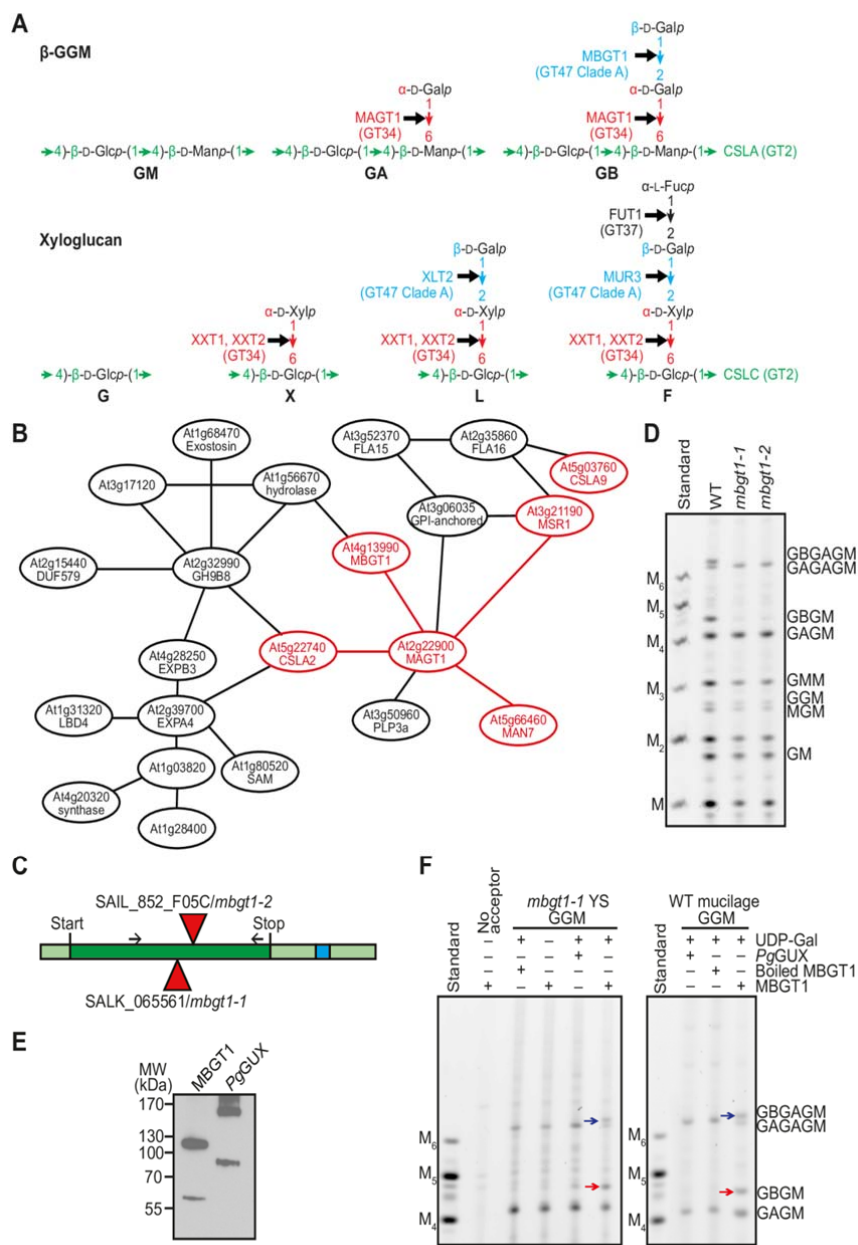 A
β-GGM
β-D-Galp
1
MBGT1
(GT47 Clade A)
2
α-D-Galp
1
MAGT1
(GT34)
6
α-D-Galp
1
MAGT1
(GT34)
6
4)-β-D-Glcp-(1→4)-β-D-Manp-(1→
4)-β-D-Glcp-(1→4)-β-D-Manp-(1→
4)-β-D-Glcp-(1→4)-β-D-Manp-(1→ CSLA (GT2)
GM
GA
GB
Xyloglucan
α-L-Fucp
1
FUT1
(GT37)
2
β-D-Galp
1
XLT2
(GT47 Clade A)
2
β-D-Galp
1
MUR3
(GT47 Clade A)
2
α-D-Xylp
1
XXT1, XXT2
(GT34)
6
α-D-Xylp
1
XXT1, XXT2
(GT34)
6
α-D-Xylp
1
XXT1, XXT2
(GT34)
6
4)-β-D-Glcp-(1→
4)-β-D-Glcp-(1→
4)-β-D-Glcp-(1→
4)-β-D-Glcp-(1→ CSLC (GT2)
G
X
L
F
B
At1g68470
Exostosin
At3g52370
FLA15
At2g35860
FLA16
At5g03760
CSLA9
At3g17120
At1g56670
hydrolase
At3g06035
GPI-anchored
At3g21190
MSR1
At2g15440
DUF579
At2g32990
GH9B8
At4g13990
MBGT1
At4g28250
EXPB3
At5g22740
CSLA2
At2g22900
MAGT1
At1g31320
LBD4
At2g39700
EXPA4
At3g50960
PLP3a
At5g66460
MAN7
At1g03820
At1g80520
SAM
At4g20320
synthase
At1g28400
D
Standard
WT
mbgt1-1
mbgt1-2
M6
M5
M4
M3
M2
M
GBGAGM
GAGAGM
GBGM
GAGM
GMM
GGM
MGM
GM
C
SAIL_852_F05C/mbgt1-2
Start
Stop
SALK_065561/mbgt1-1
E
MW
(kDa)
MBGT1
PgGUX
170
130
100
70
55
F
Standard
No
acceptor
mbgt1-1 YS
GGM
WT mucilage
GGM
– + – + +
+ + + UDP-Gal
– – – + –
+ – – PgGUX
– + – – –
– + – Boiled MBGT1
+ – + – +
– – + MBGT1
Standard
M6
M5
M4
M6
M5
M4
GBGAGM
GAGAGM
GBGM
GAGM